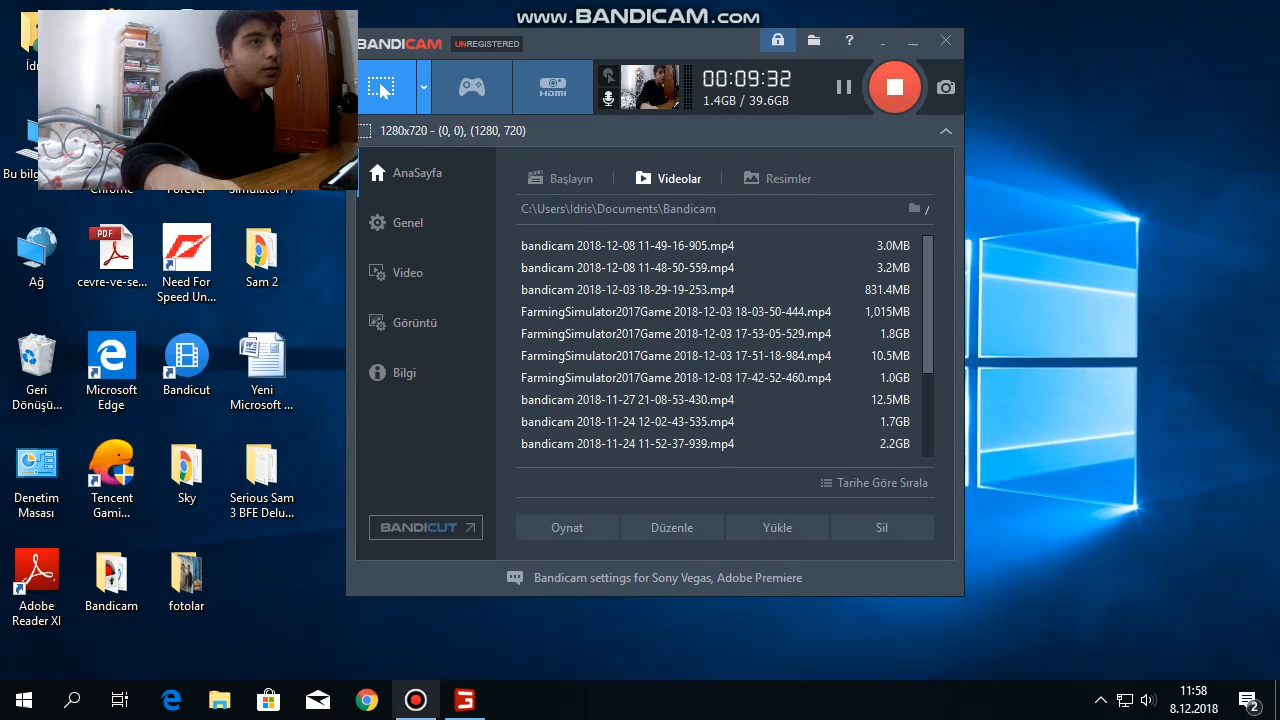 www.BANDICAM.com
BANDICAM UNREGISTERED
00:09:32
1.4GB / 39.6GB
HDMI
1280x720 - (0, 0), (1280, 720)
AnaSayfa
Genel
Video
Görüntü
Bilgi
BANDICUT
Başlayın
Videolar
Resimler
C:\Users\İdris\Documents\Bandicam
bandicam 2018-12-08 11-49-16-905.mp4 3.0MB
bandicam 2018-12-08 11-48-50-559.mp4 3.2MB
bandicam 2018-12-03 18-29-19-253.mp4 831.4MB
FarmingSimulator2017Game 2018-12-03 18-03-50-444.mp4 1,015MB
FarmingSimulator2017Game 2018-12-03 17-53-05-529.mp4 1.8GB
FarmingSimulator2017Game 2018-12-03 17-51-18-984.mp4 10.5MB
FarmingSimulator2017Game 2018-12-03 17-42-52-460.mp4 1.0GB
bandicam 2018-11-27 21-08-53-430.mp4 12.5MB
bandicam 2018-11-24 12-02-43-535.mp4 1.7GB
bandicam 2018-11-24 11-52-37-939.mp4 2.2GB
Tarihe Göre Sırala
Oynat
Düzenle
Yükle
Sil
Bandicam settings for Sony Vegas, Adobe Premiere
Bu bilg
Ağ
PDF
cevre-ve-se...
Need For
Speed Un...
Sam 2
Geri
Dönüşü...
Microsoft
Edge
Bandicut
Yeni
Microsoft ...
Denetim
Masası
Tencent
Gami...
Sky
Serious Sam
3 BFE Delu...
Adobe
Reader XI
Bandicam
fotolar
11:58
8.12.2018
2